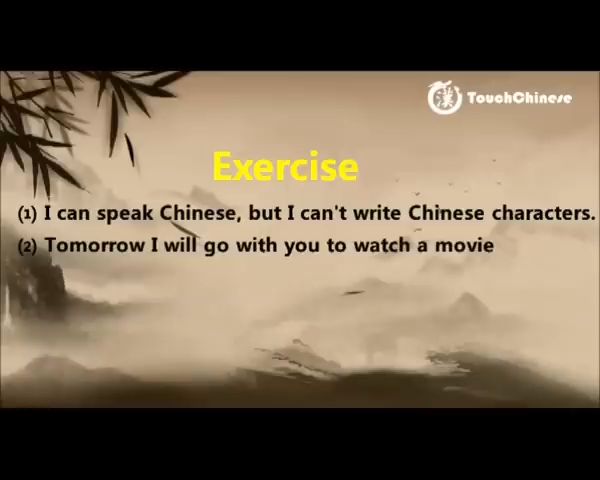 漢 TouchChinese
Exercise
(1) I can speak Chinese, but I can't write Chinese characters.
(2) Tomorrow I will go with you to watch a movie